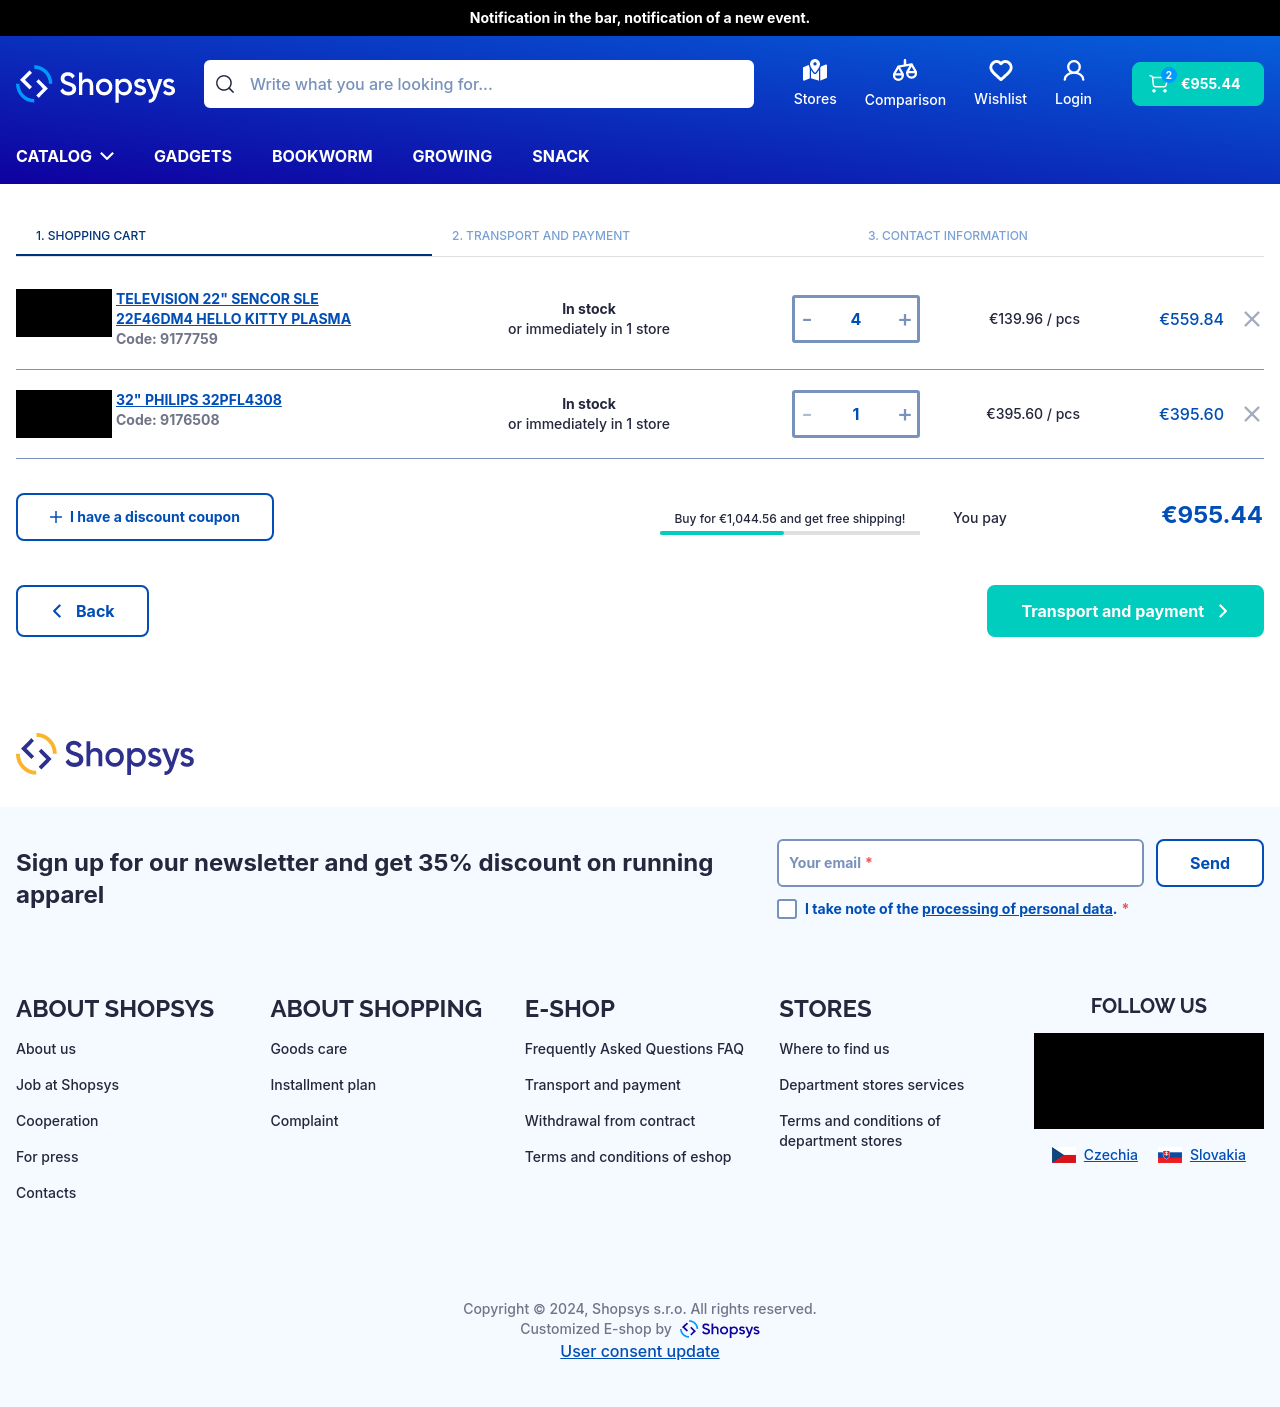 Notification in the bar, notification of a new event.
Shopsys
Write what you are looking for...
Stores
Comparison
Wishlist
Login
2
€955.44
CATALOG
GADGETS
BOOKWORM
GROWING
SNACK
1. SHOPPING CART
2. TRANSPORT AND PAYMENT
3. CONTACT INFORMATION
TELEVISION 22" SENCOR SLE
22F46DM4 HELLO KITTY PLASMA
Code: 9177759
In stock
or immediately in 1 store
- 4 +
€139.96 / pcs
€559.84
32" PHILIPS 32PFL4308
Code: 9176508
In stock
or immediately in 1 store
- 1 +
€395.60 / pcs
€395.60
I have a discount coupon
Buy for €1,044.56 and get free shipping!
You pay
€955.44
Back
Transport and payment
Shopsys
Sign up for our newsletter and get 35% discount on running
apparel
Your email *
Send
I take note of the processing of personal data. *
ABOUT SHOPSYS
About us
Job at Shopsys
Cooperation
For press
Contacts
ABOUT SHOPPING
Goods care
Installment plan
Complaint
E-SHOP
Frequently Asked Questions FAQ
Transport and payment
Withdrawal from contract
Terms and conditions of eshop
STORES
Where to find us
Department stores services
Terms and conditions of
department stores
FOLLOW US
Czechia
Slovakia
Copyright © 2024, Shopsys s.r.o. All rights reserved.
Customized E-shop by Shopsys
User consent update